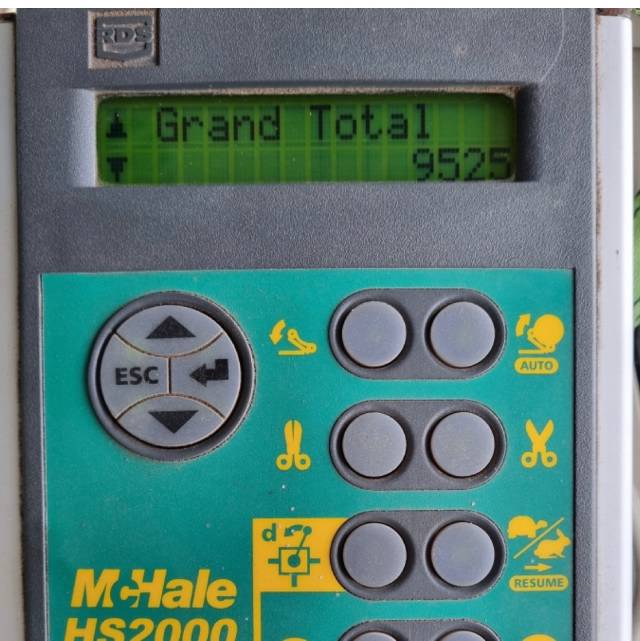 RDS
▲ Grand Total
▼ 9525
ESC
AUTO
d
RESUME
McHale
HS2000